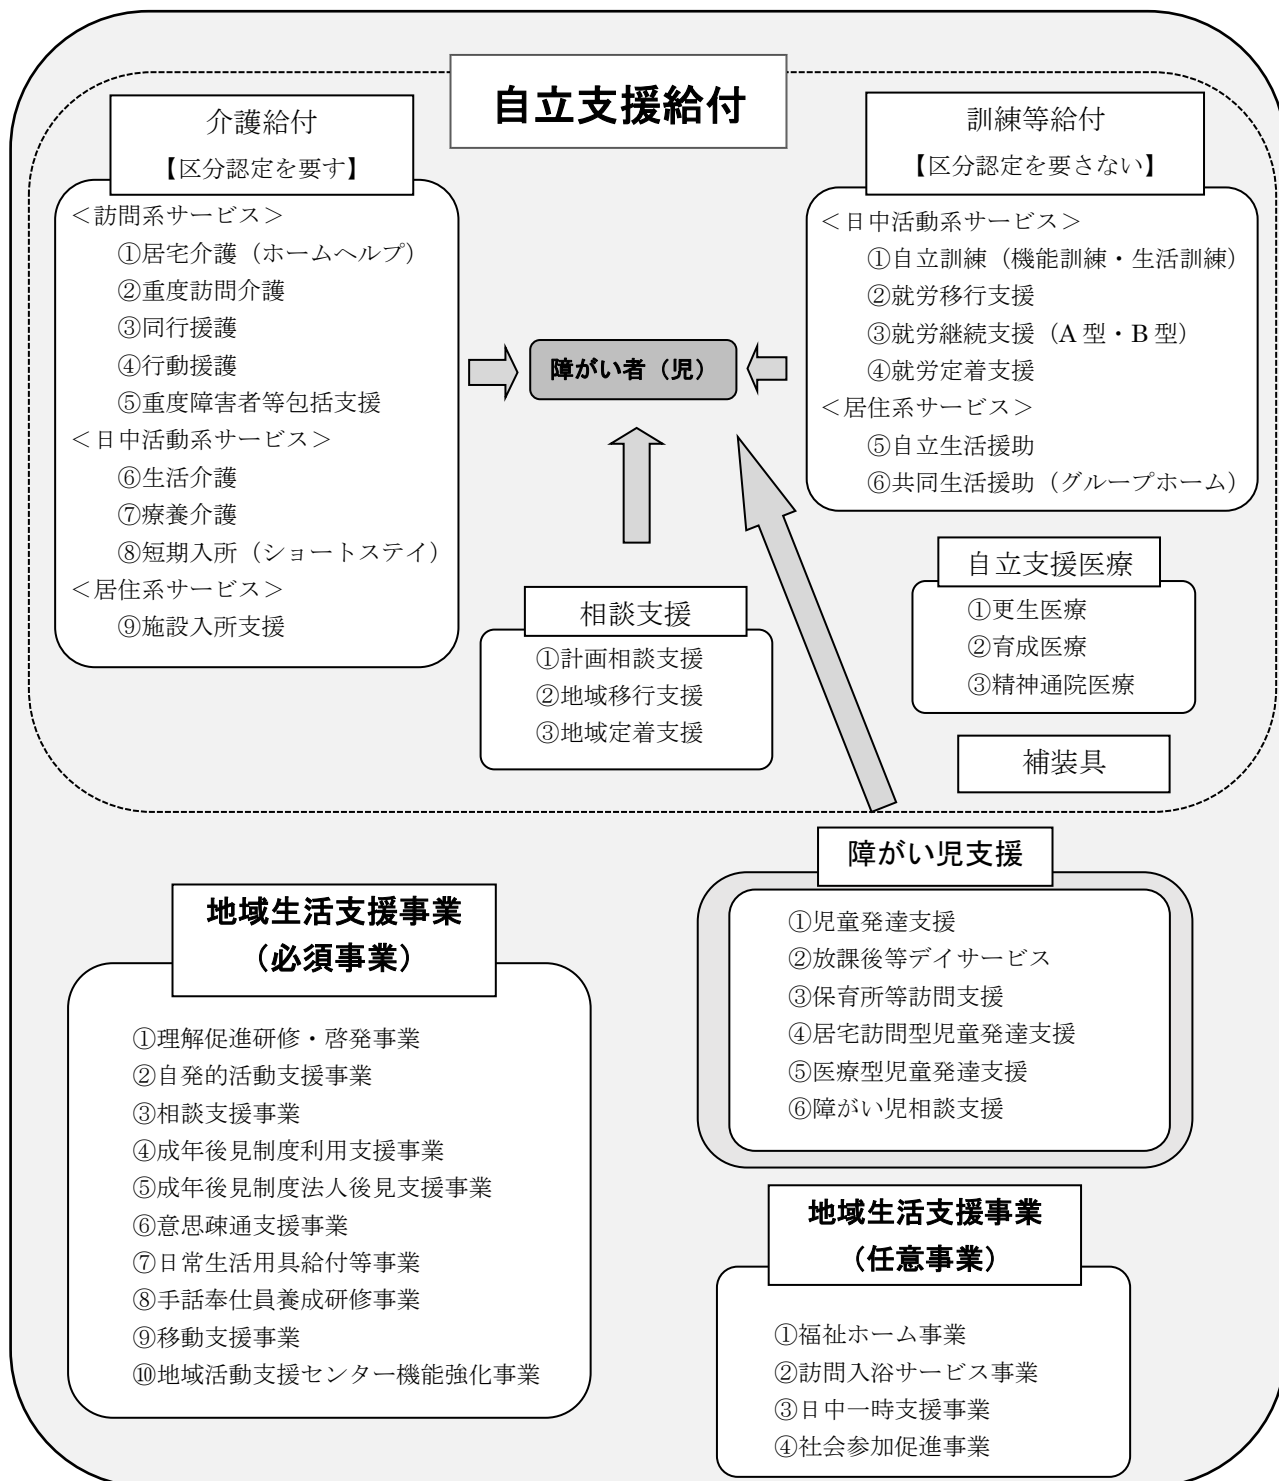 自立支援給付
介護給付
【区分認定を要す】
＜訪問系サービス＞
①居宅介護（ホームヘルプ）
②重度訪問介護
③同行援護
④行動援護
⑤重度障害者等包括支援
＜日中活動系サービス＞
⑥生活介護
⑦療養介護
⑧短期入所（ショートステイ）
＜居住系サービス＞
⑨施設入所支援
障がい者（児）
訓練等給付
【区分認定を要さない】
＜日中活動系サービス＞
①自立訓練（機能訓練・生活訓練）
②就労移行支援
③就労継続支援（A 型・B 型）
④就労定着支援
＜居住系サービス＞
⑤自立生活援助
⑥共同生活援助（グループホーム）
相談支援
①計画相談支援
②地域移行支援
③地域定着支援
自立支援医療
①更生医療
②育成医療
③精神通院医療
補装具
障がい児支援
①児童発達支援
②放課後等デイサービス
③保育所等訪問支援
④居宅訪問型児童発達支援
⑤医療型児童発達支援
⑥障がい児相談支援
地域生活支援事業
（必須事業）
①理解促進研修・啓発事業
②自発的活動支援事業
③相談支援事業
④成年後見制度利用支援事業
⑤成年後見制度法人後見支援事業
⑥意思疎通支援事業
⑦日常生活用具給付等事業
⑧手話奉仕員養成研修事業
⑨移動支援事業
⑩地域活動支援センター機能強化事業
地域生活支援事業
（任意事業）
①福祉ホーム事業
②訪問入浴サービス事業
③日中一時支援事業
④社会参加促進事業